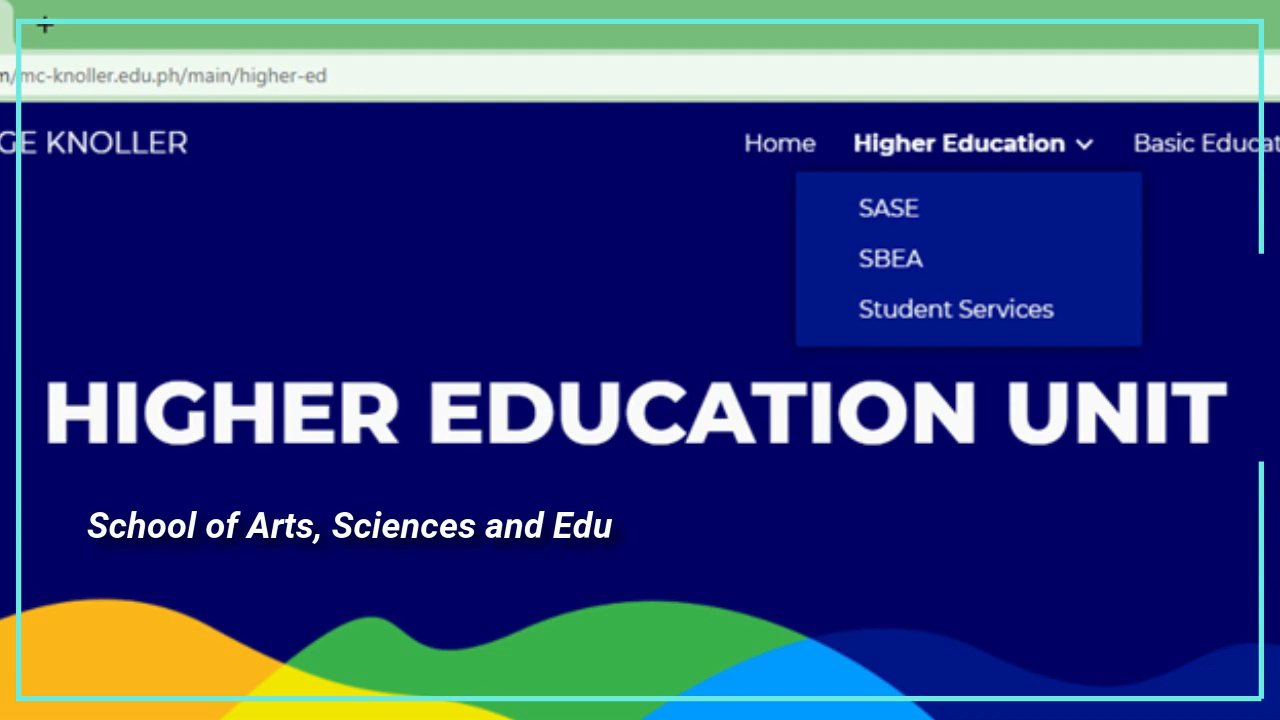 +
m/mc-knoller.edu.ph/main/higher-ed
GE KNOLLER
Home Higher Education Basic Educat
SASE
SBEA
Student Services
HIGHER EDUCATION UNIT
School of Arts, Sciences and Edu